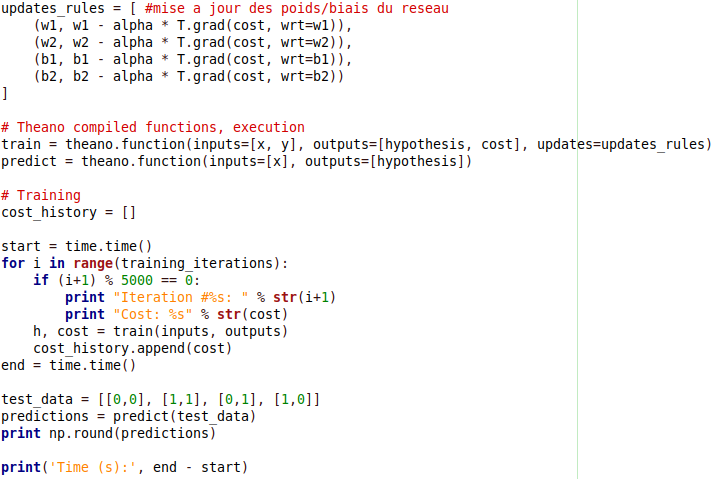 updates_rules = [ #mise a jour des poids/biais du reseau
    (w1, w1 - alpha * T.grad(cost, wrt=w1)),
    (w2, w2 - alpha * T.grad(cost, wrt=w2)),
    (b1, b1 - alpha * T.grad(cost, wrt=b1)),
    (b2, b2 - alpha * T.grad(cost, wrt=b2))
]

# Theano compiled functions, execution
train = theano.function(inputs=[x, y], outputs=[hypothesis, cost], updates=updates_rules)
predict = theano.function(inputs=[x], outputs=[hypothesis])

# Training
cost_history = []

start = time.time()
for i in range(training_iterations):
    if (i+1) % 5000 == 0:
        print "Iteration #%s: " % str(i+1)
        print "Cost: %s" % str(cost)
    h, cost = train(inputs, outputs)
    cost_history.append(cost)
end = time.time()

test_data = [[0,0], [1,1], [0,1], [1,0]]
predictions = predict(test_data)
print np.round(predictions)

print('Time (s):', end - start)